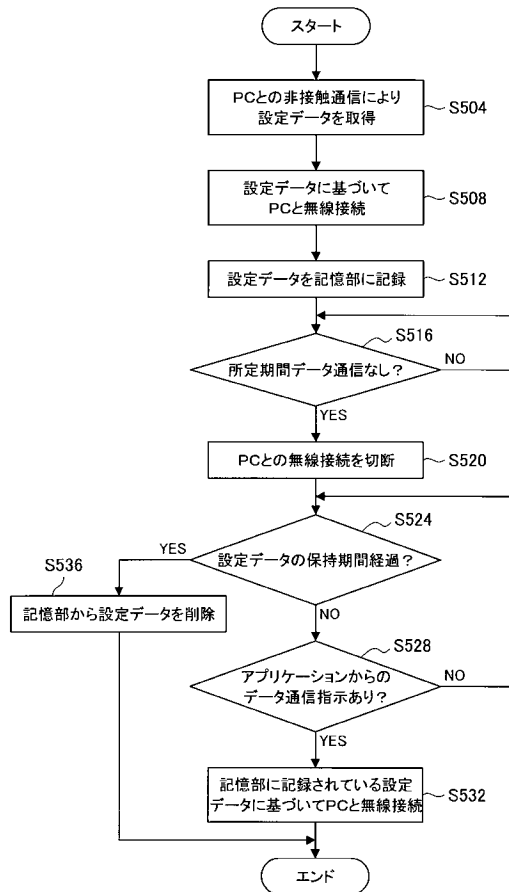 スタート
PCとの非接触通信により
設定データを取得
S504
設定データに基づいて
PCと無線接続
S508
設定データを記憶部に記録
S512
S516
所定期間データ通信なし?
NO
YES
PCとの無線接続を切断
S520
S524
設定データの保持期間経過?
YES
S536
記憶部から設定データを削除
NO
S528
アプリケーションからの
データ通信指示あり?
NO
YES
記憶部に記録されている設定
データに基づいてPCと無線接続
S532
エンド